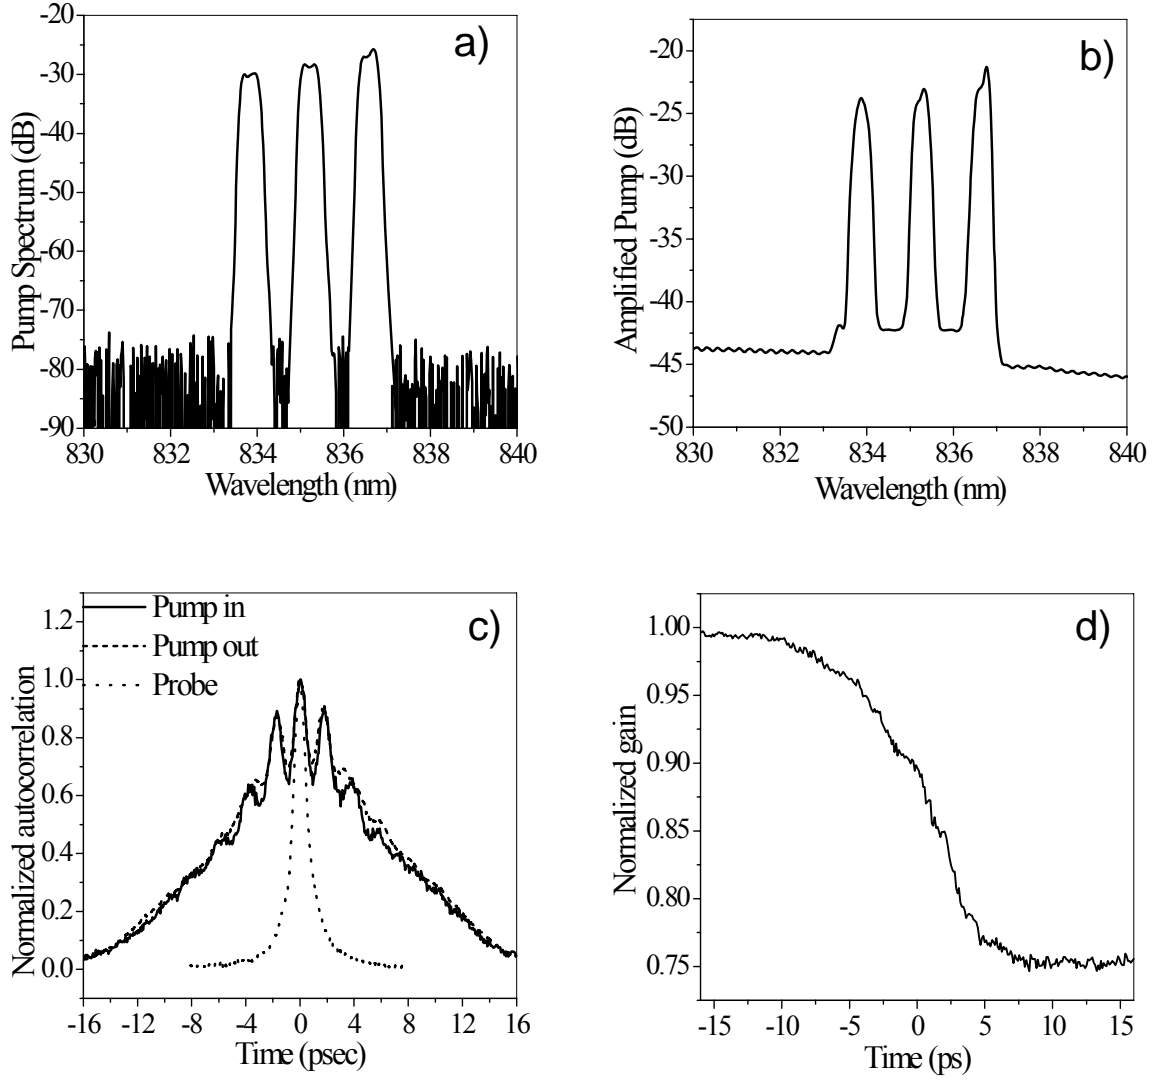 a)
Pump Spectrum (dB)
-20
-30
-40
-50
-60
-70
-80
-90
830 832 834 836 838 840
Wavelength (nm)
b)
Amplified Pump (dB)
-20
-25
-30
-35
-40
-45
-50
830 832 834 836 838 840
Wavelength (nm)
c)
Pump in
Pump out
Probe
Normalized autocorrelation
1.2
1.0
0.8
0.6
0.4
0.2
0.0
-16 -12 -8 -4 0 4 8 12 16
Time (psec)
d)
Normalized gain
1.00
0.95
0.90
0.85
0.80
0.75
-15 -10 -5 0 5 10 15
Time (ps)